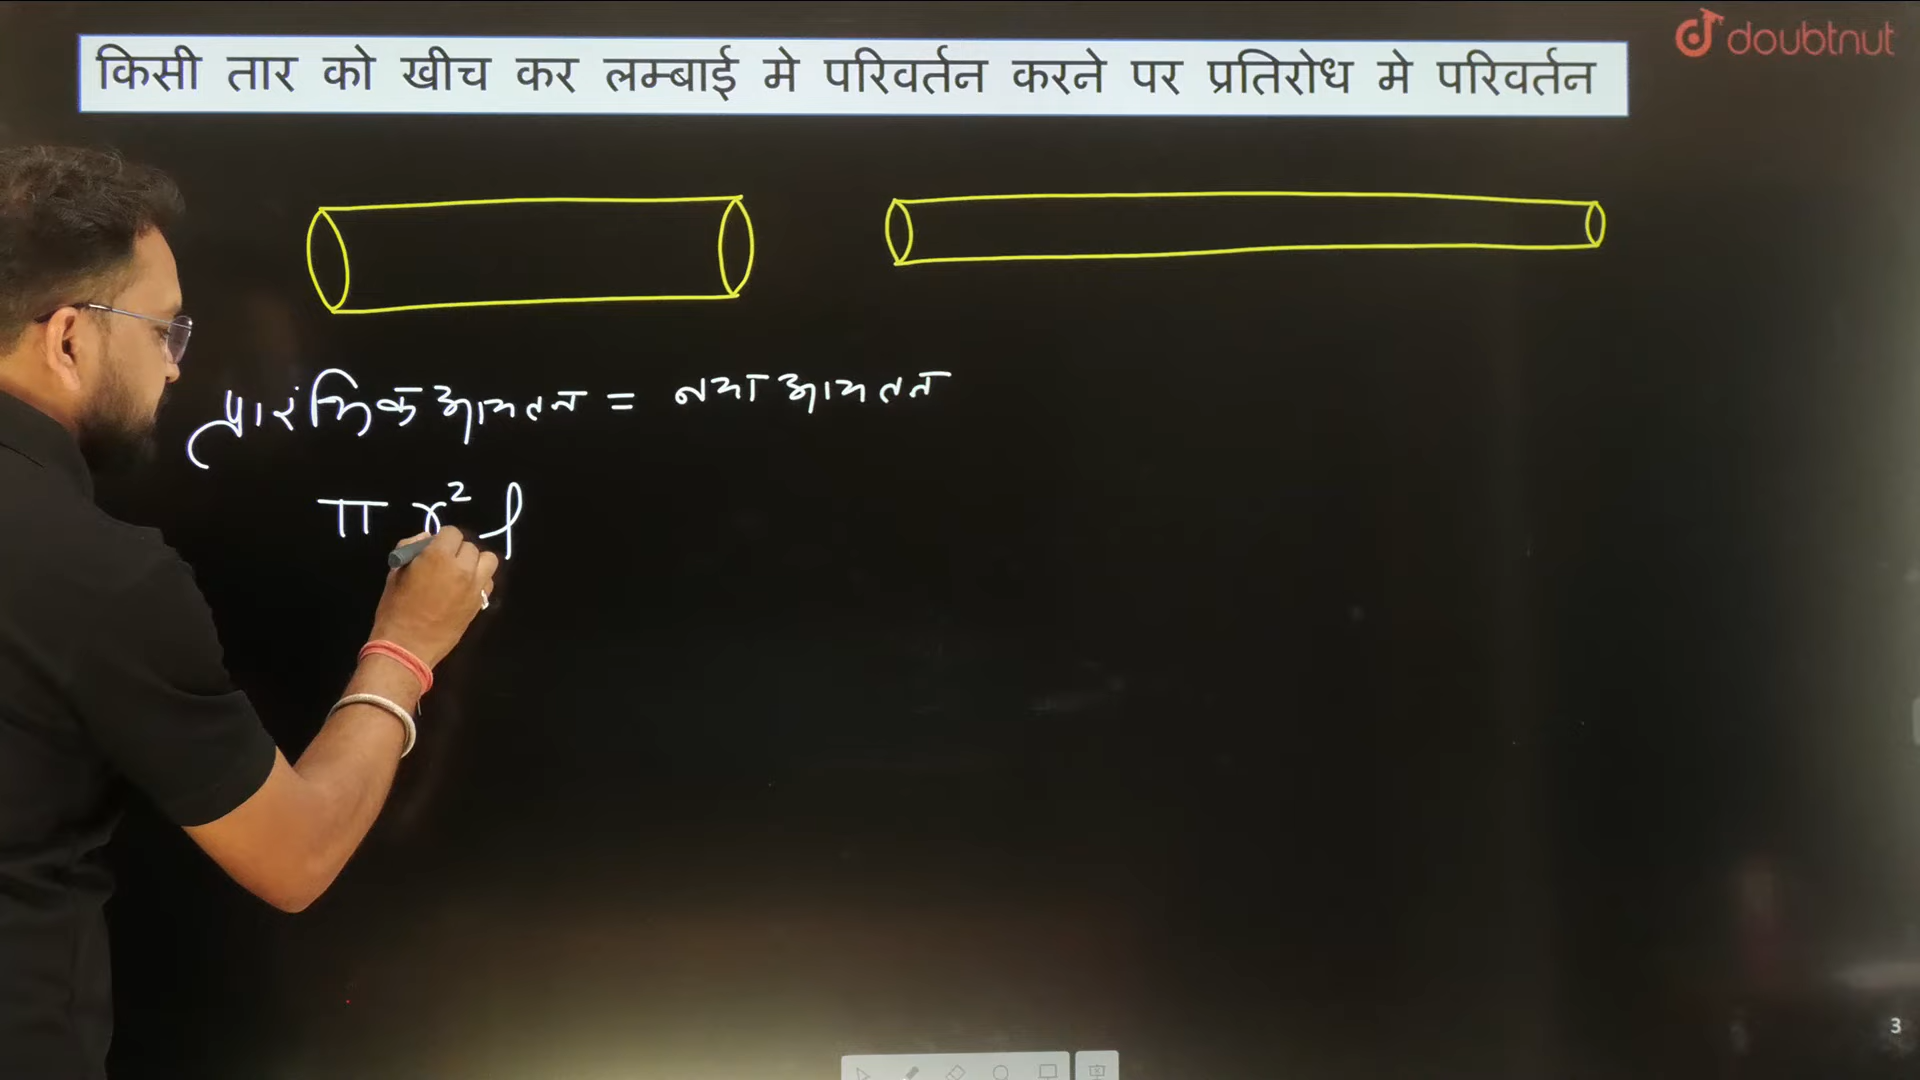 doubtnut
किसी तार को खीच कर लम्बाई मे परिवर्तन करने पर प्रतिरोध मे परिवर्तन
प्रारंभिक आयतन = नया आयतन
π r² l
3